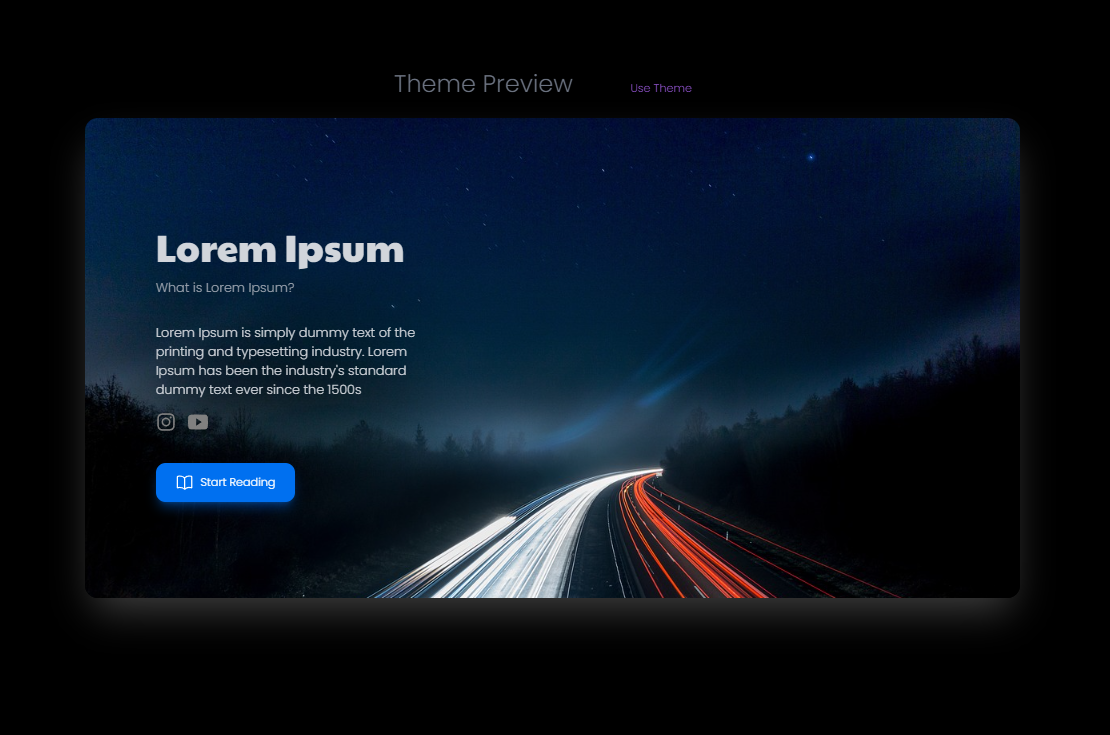 Theme Preview
Use Theme
Lorem Ipsum
What is Lorem Ipsum?
Lorem Ipsum is simply dummy text of the
printing and typesetting industry. Lorem
Ipsum has been the industry's standard
dummy text ever since the 1500s
Start Reading